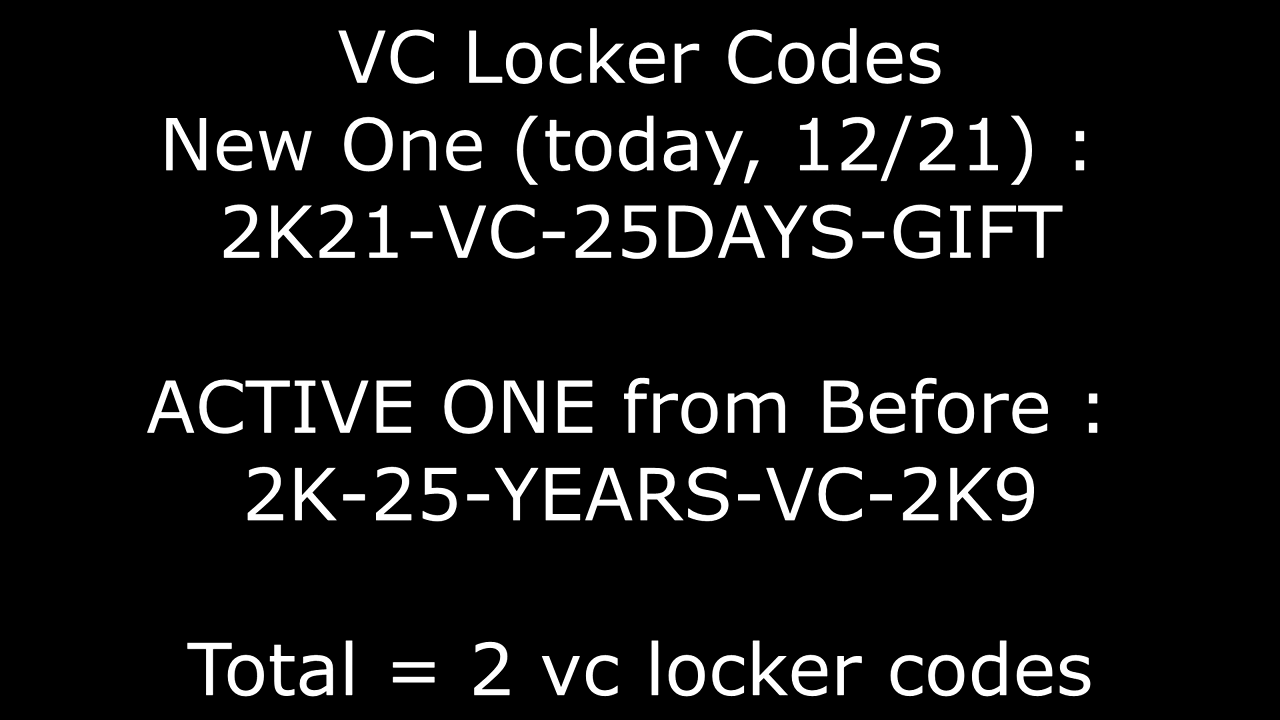 VC Locker Codes
New One (today, 12/21) :
2K21-VC-25DAYS-GIFT
ACTIVE ONE from Before :
2K-25-YEARS-VC-2K9
Total = 2 vc locker codes